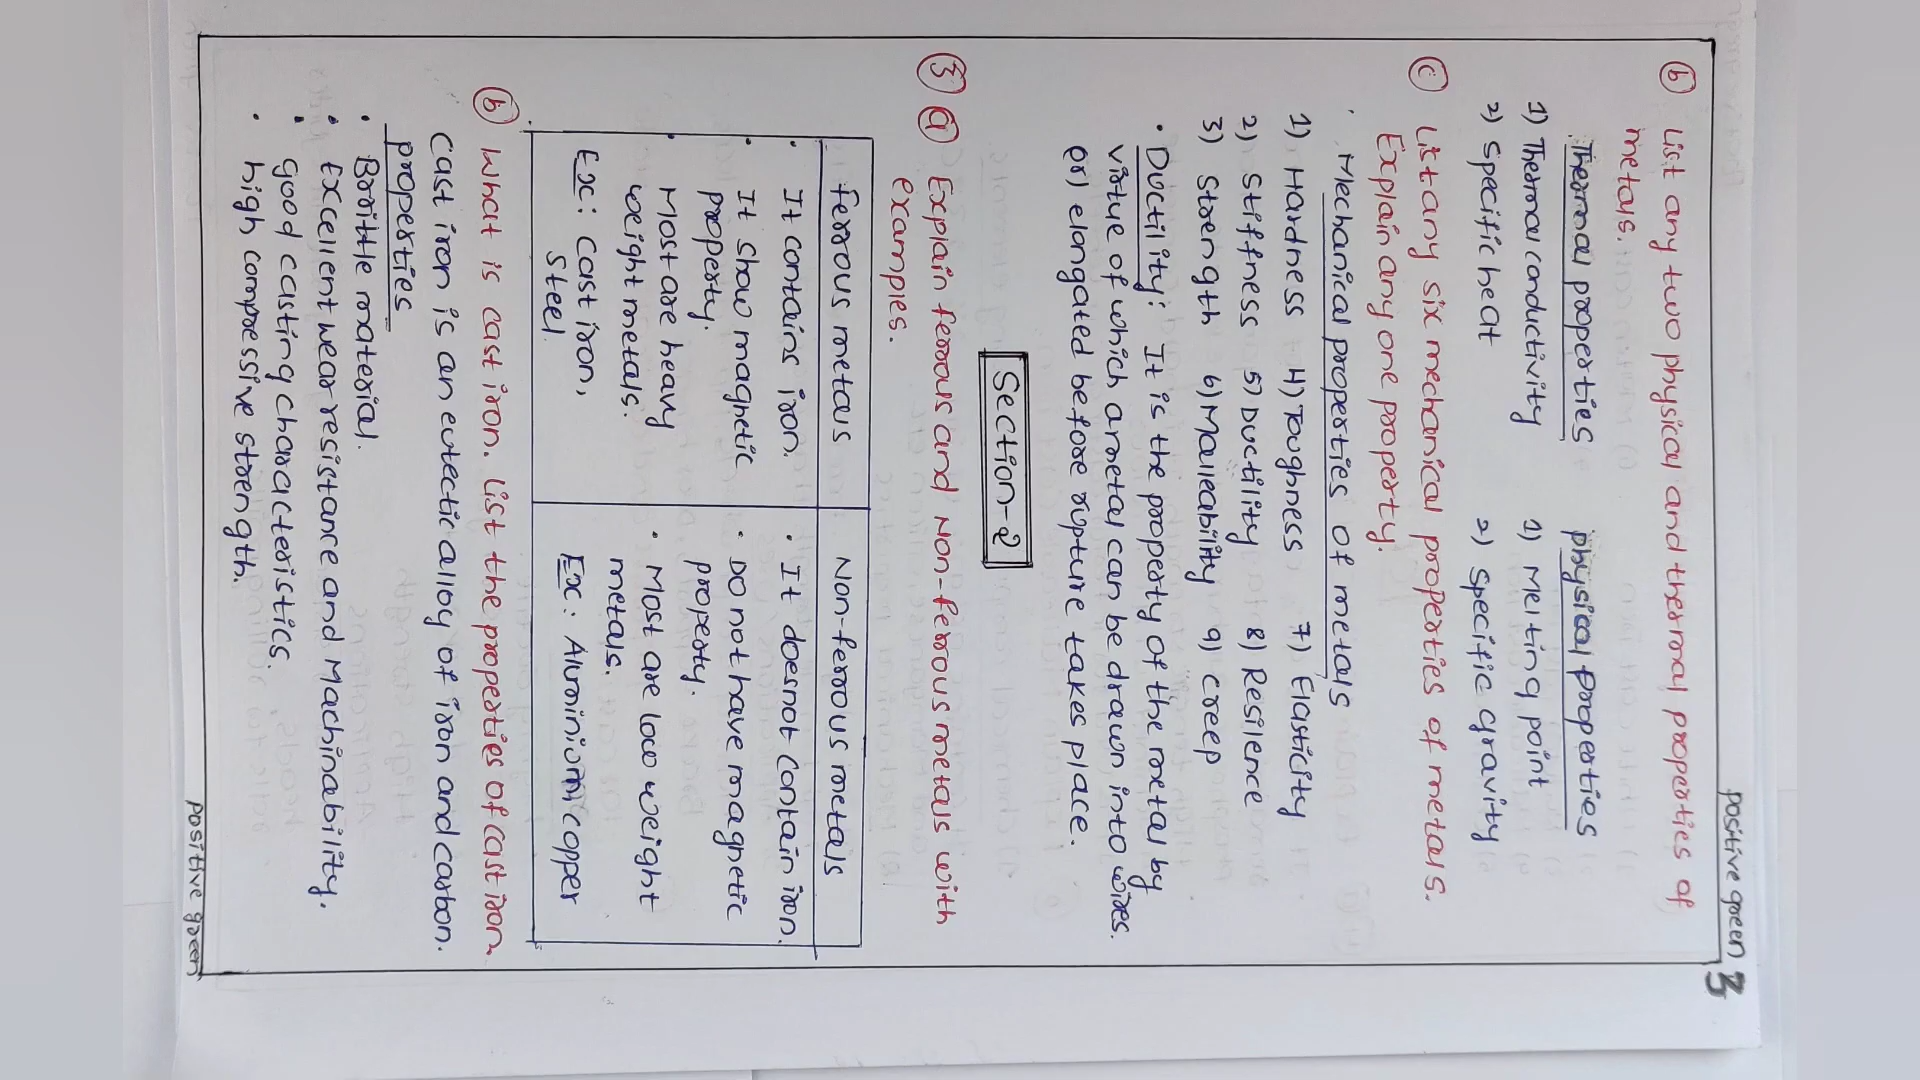 positive green 3
b List any two physical and thermal properties of
metals.
Thermal properties physical properties
1) Thermal conductivity 1) Melting point
2) specific heat 2) specific gravity
c List any six mechanical properties of metals.
Explain any one property.
Mechanical properties of metals
1) Hardness 4) Toughness 7) Elasticity
2) Stiffness 5) Ductility 8) Resilence
3) Strength 6) Malleability 9) creep
• Ductility: It is the property of the metal by
virtue of which a metal can be drawn into wires.
(or) elongated before rupture takes place.
Section-2
3 a Explain ferrous and Non-ferrous metals with
examples.
ferrous metals Non-ferrous metals
• It contains iron. • It doesnot contain iron.
• It show magnetic • Do not have magnetic
property. property.
• Most are heavy • Most are low weight
weight metals. metals.
Ex: Cast iron, Ex: Aluminium copper
Steel
b What is cast iron. List the properties of cast iron.
Cast iron is an eutectic alloy of iron and carbon.
properties
• Brittle material.
• Excellent wear resistance and Machinability.
• good casting characteristics.
• high compressive strength.
positive green